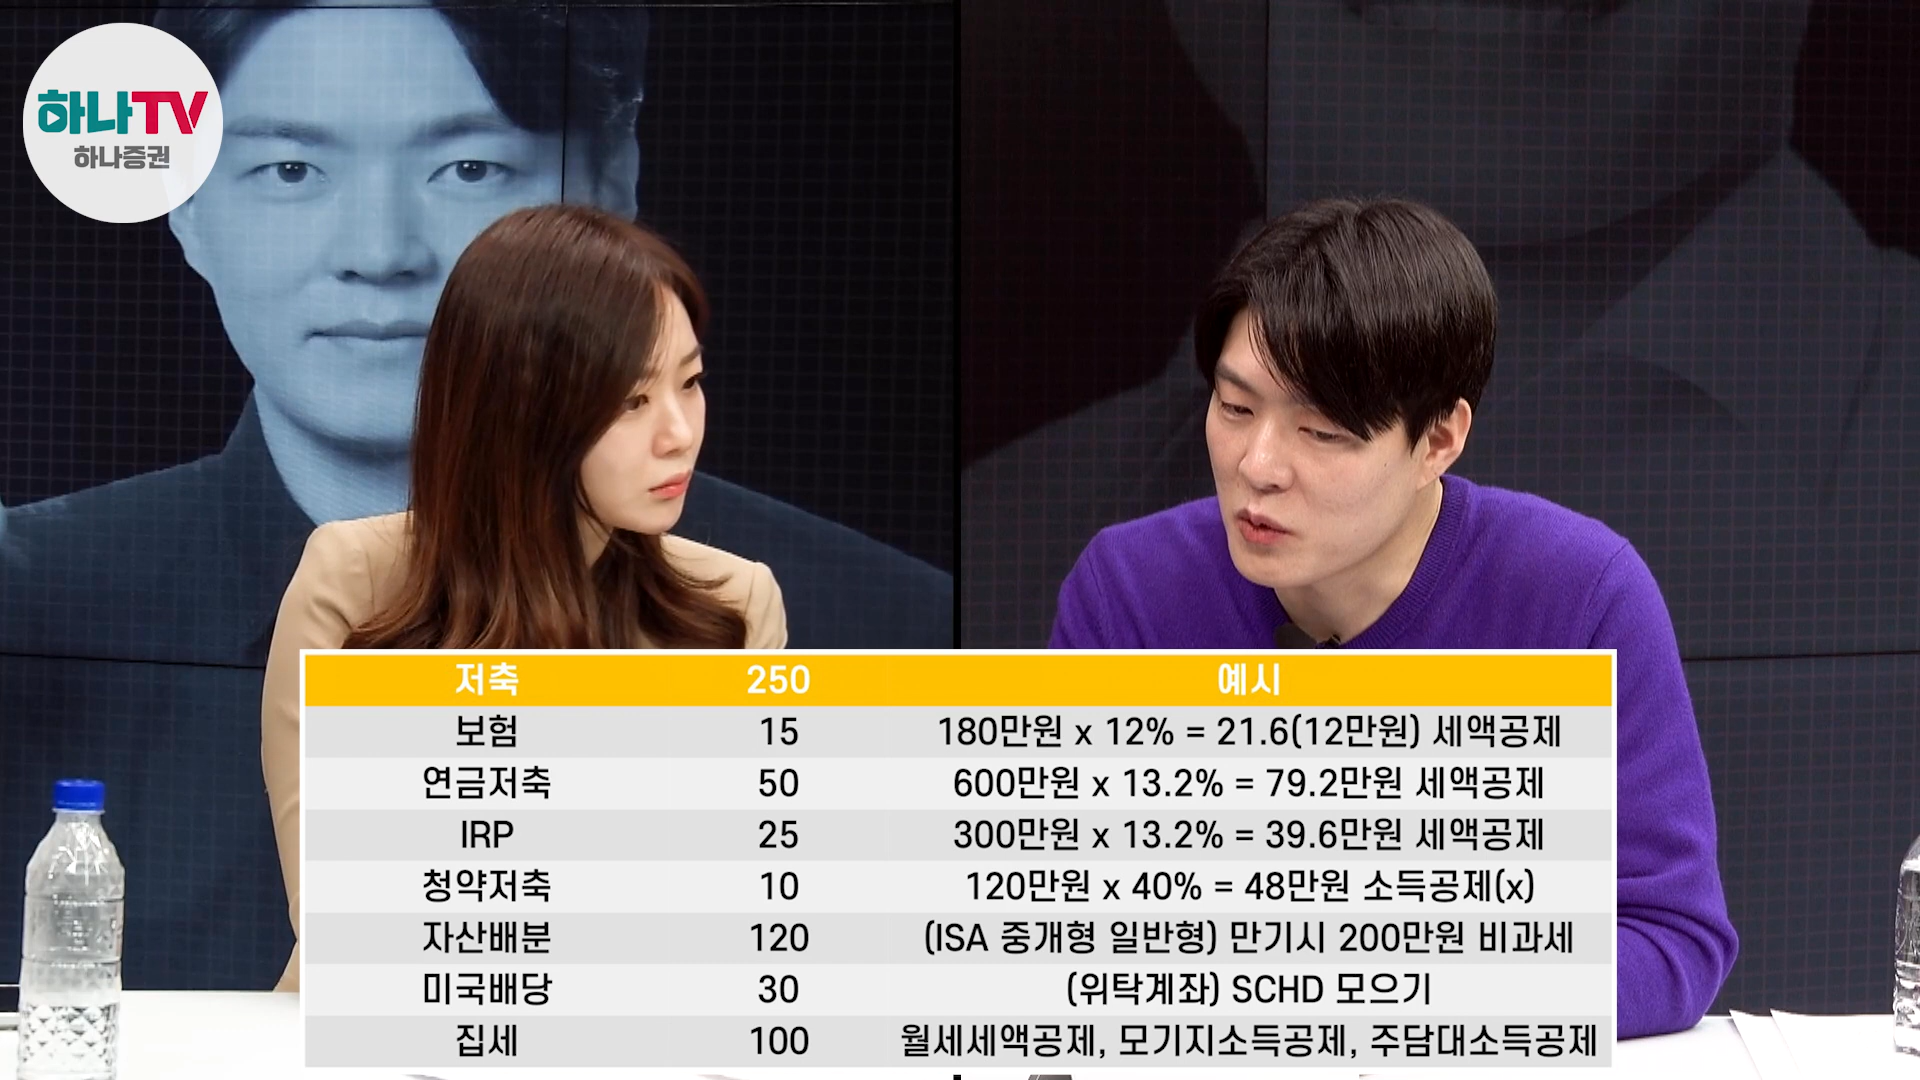 하나TV
하나증권
저축 250 예시
보험 15 180만원 x 12% = 21.6(12만원) 세액공제
연금저축 50 600만원 x 13.2% = 79.2만원 세액공제
IRP 25 300만원 x 13.2% = 39.6만원 세액공제
청약저축 10 120만원 x 40% = 48만원 소득공제(x)
자산배분 120 (ISA 중개형 일반형) 만기시 200만원 비과세
미국배당 30 (위탁계좌) SCHD 모으기
집세 100 월세세액공제, 모기지소득공제, 주담대소득공제